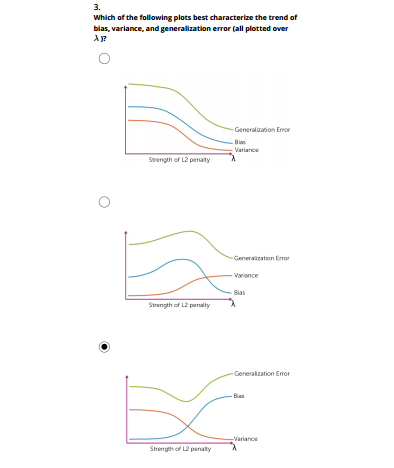 3.
Which of the following plots best characterize the trend of
bias, variance, and generalization error (all plotted over
λ )?
Generalization Error
Bias
Variance
Strength of L2 penalty
λ
Generalization Error
Variance
Bias
Strength of L2 penalty
λ
Generalization Error
Bias
Variance
Strength of L2 penalty
λ